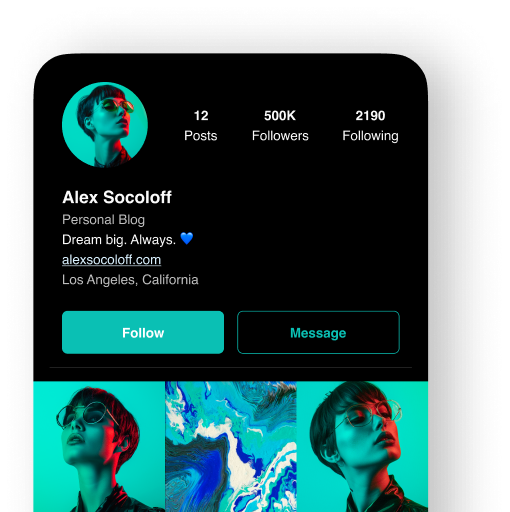 12 500K 2190
Posts Followers Following
Alex Socoloff
Personal Blog
Dream big. Always. 💙
alexsocoloff.com
Los Angeles, California
Follow Message